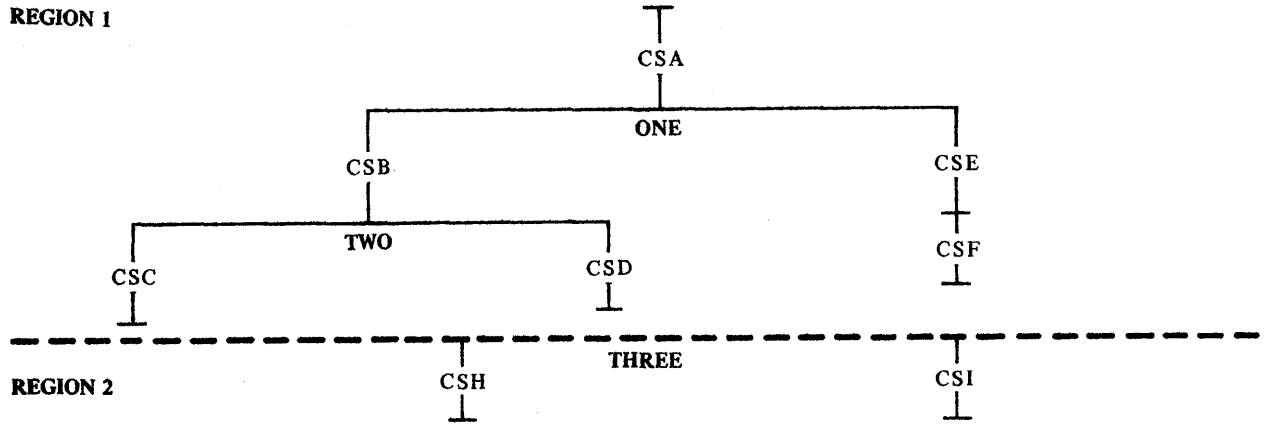 REGION 1
CSA
ONE
CSB
CSE
TWO
CSF
CSC
CSD
THREE
REGION 2
CSH
CSI